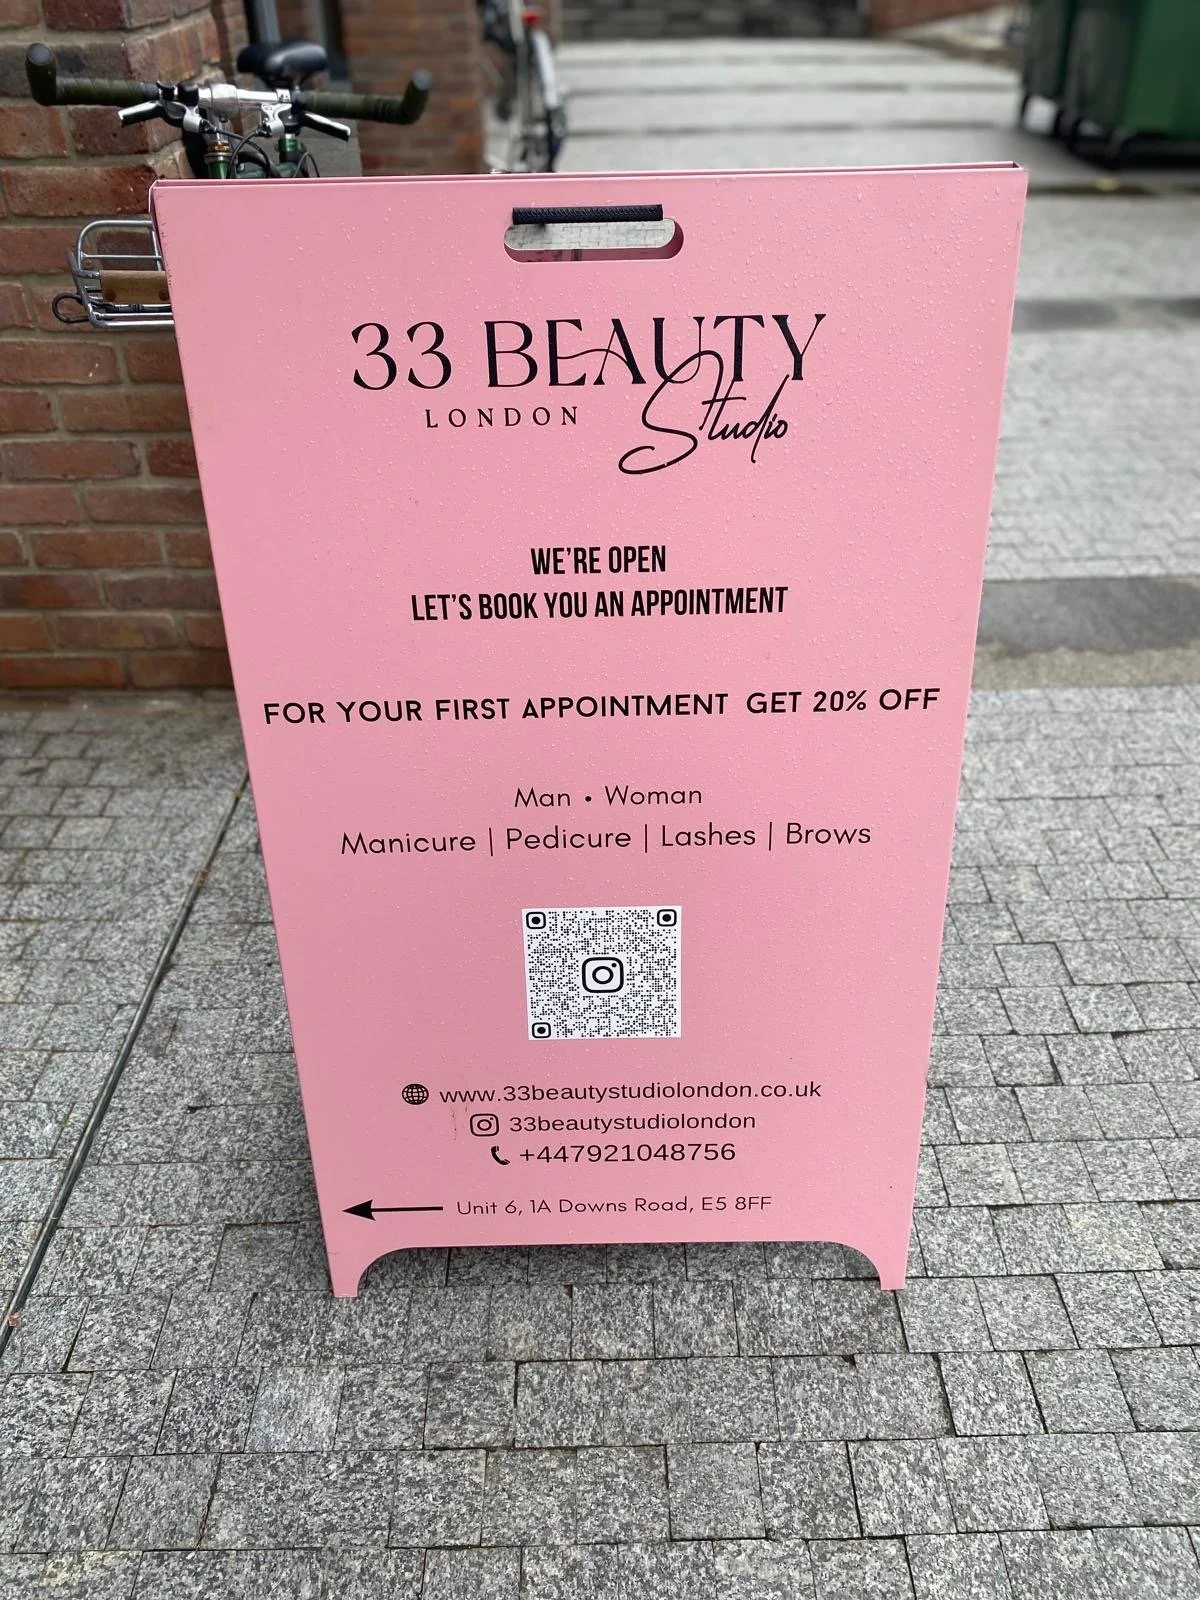 33 BEAUTY
LONDON Studio
WE'RE OPEN
LET'S BOOK YOU AN APPOINTMENT
FOR YOUR FIRST APPOINTMENT GET 20% OFF
Man • Woman
Manicure | Pedicure | Lashes | Brows
www.33beautystudiolondon.co.uk
33beautystudiolondon
+447921048756
Unit 6, 1A Downs Road, E5 8FF